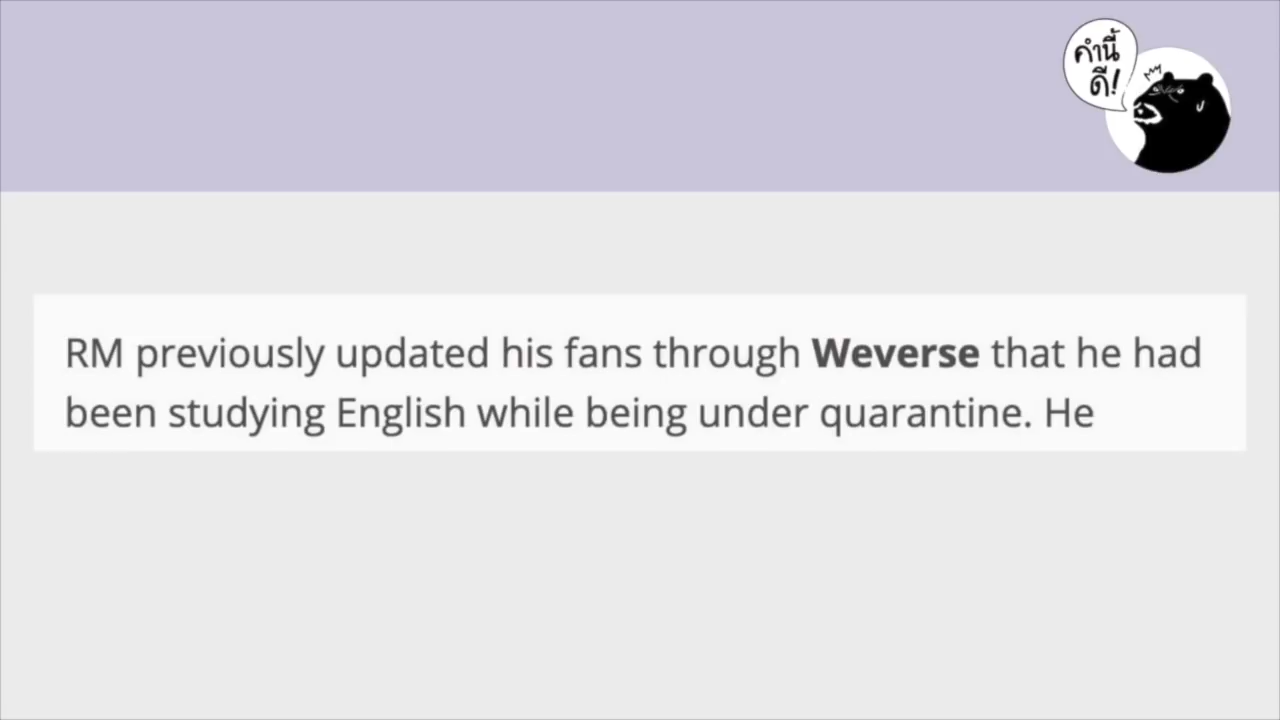 คำนี้
ดี!
RM previously updated his fans through Weverse that he had
been studying English while being under quarantine. He